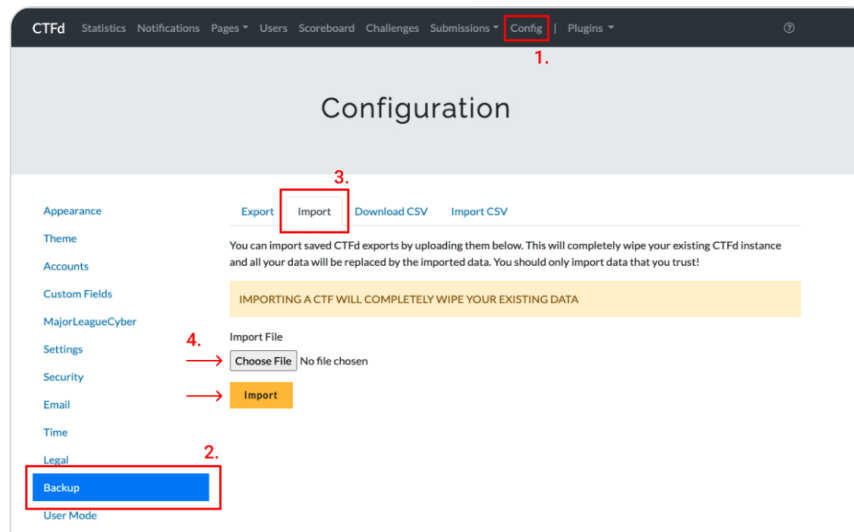 CTFd Statistics Notifications Pages Users Scoreboard Challenges Submissions Config | Plugins
1.
Configuration
3.
Appearance
Export Import Download CSV Import CSV
Theme
You can import saved CTFd exports by uploading them below. This will completely wipe your existing CTFd instance
and all your data will be replaced by the imported data. You should only import data that you trust!
Accounts
Custom Fields
IMPORTING A CTF WILL COMPLETELY WIPE YOUR EXISTING DATA
MajorLeagueCyber
4.
Import File
Settings
Choose File No file chosen
Security
Import
Email
Time
2.
Legal
Backup
User Mode